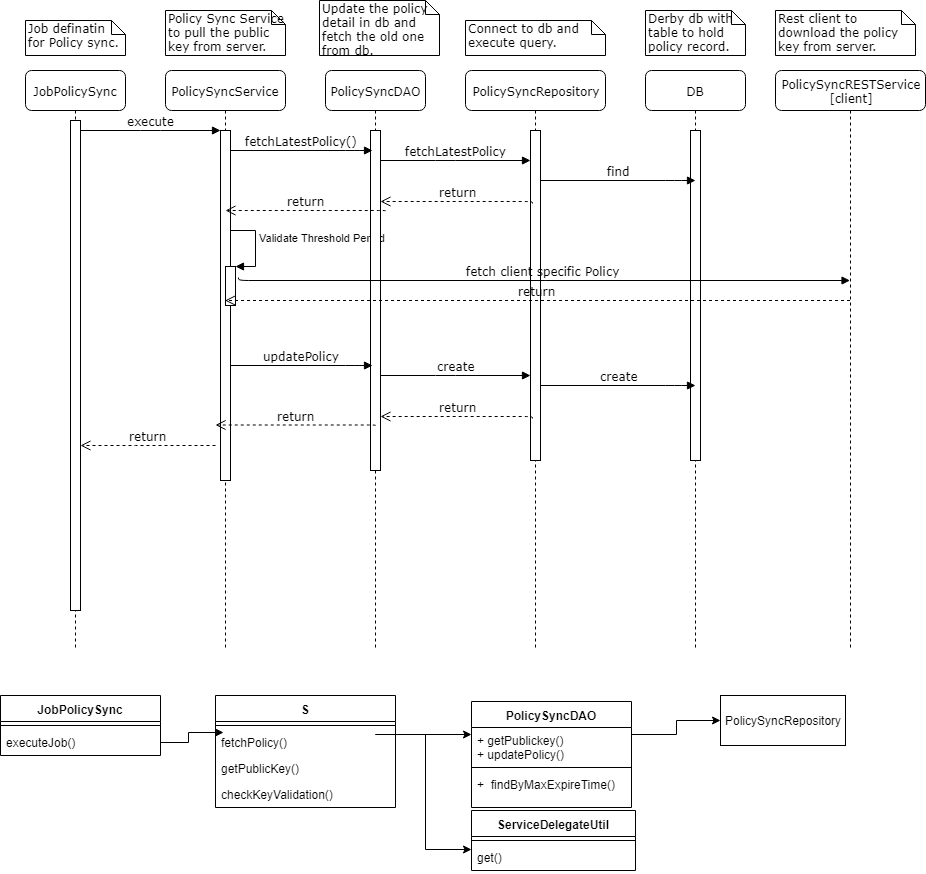 Job definatin
for Policy sync.
Policy Sync Service
to pull the public
key from server.
Update the policy
detail in db and
fetch the old one
from db.
Connect to db and
execute query.
Derby db with
table to hold
policy record.
Rest client to
download the policy
key from server.
JobPolicySync
PolicySyncService
PolicySyncDAO
PolicySyncRepository
DB
PolicySyncRESTService
[client]
execute
fetchLatestPolicy()
fetchLatestPolicy
find
return
return
Validate Threshold Period
fetch client specific Policy
return
updatePolicy
create
create
return
return
return
JobPolicySync
executeJob()
S
fetchPolicy()
getPublicKey()
checkKeyValidation()
PolicySyncDAO
+ getPublickey()
+ updatePolicy()
+ findByMaxExpireTime()
PolicySyncRepository
ServiceDelegateUtil
get()